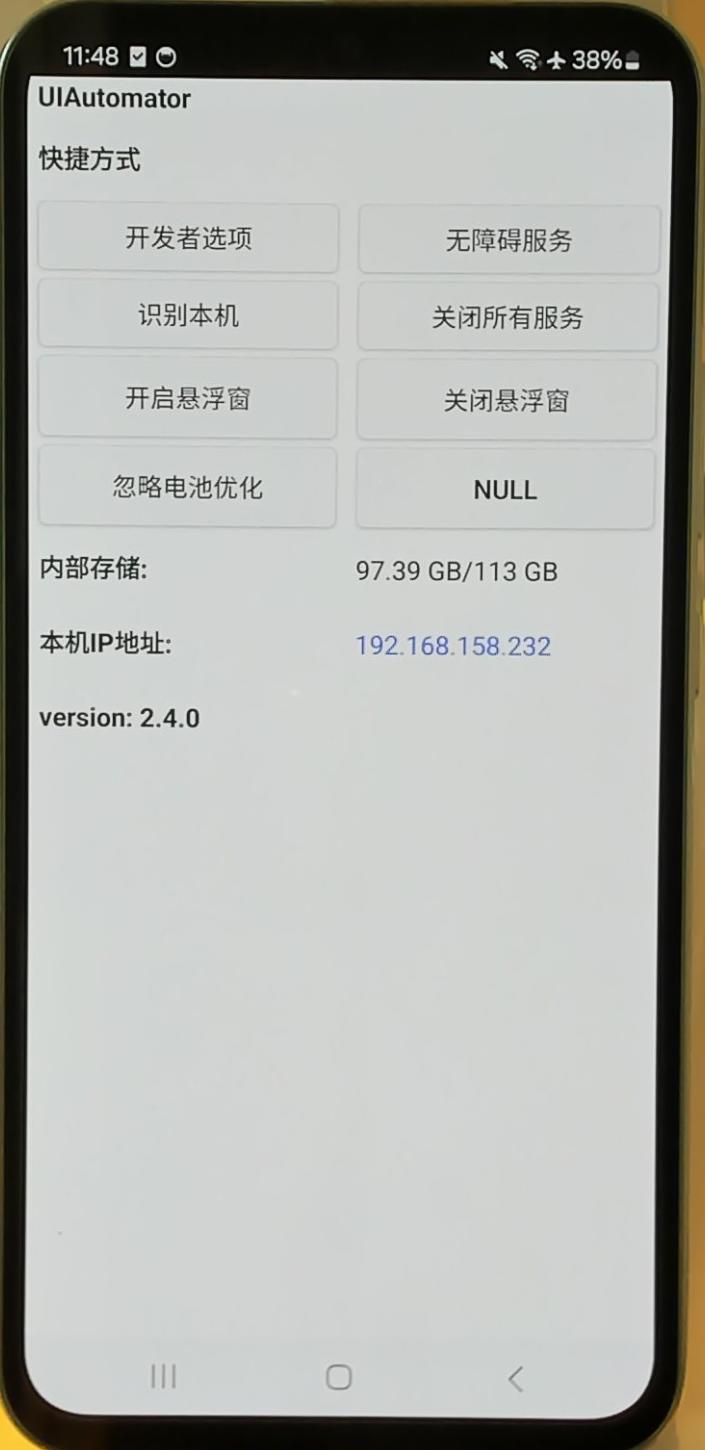 11:48 38%
UIAutomator
快捷方式
开发者选项 无障碍服务
识别本机 关闭所有服务
开启悬浮窗 关闭悬浮窗
忽略电池优化 NULL
内部存储: 97.39 GB/113 GB
本机IP地址: 192.168.158.232
version: 2.4.0